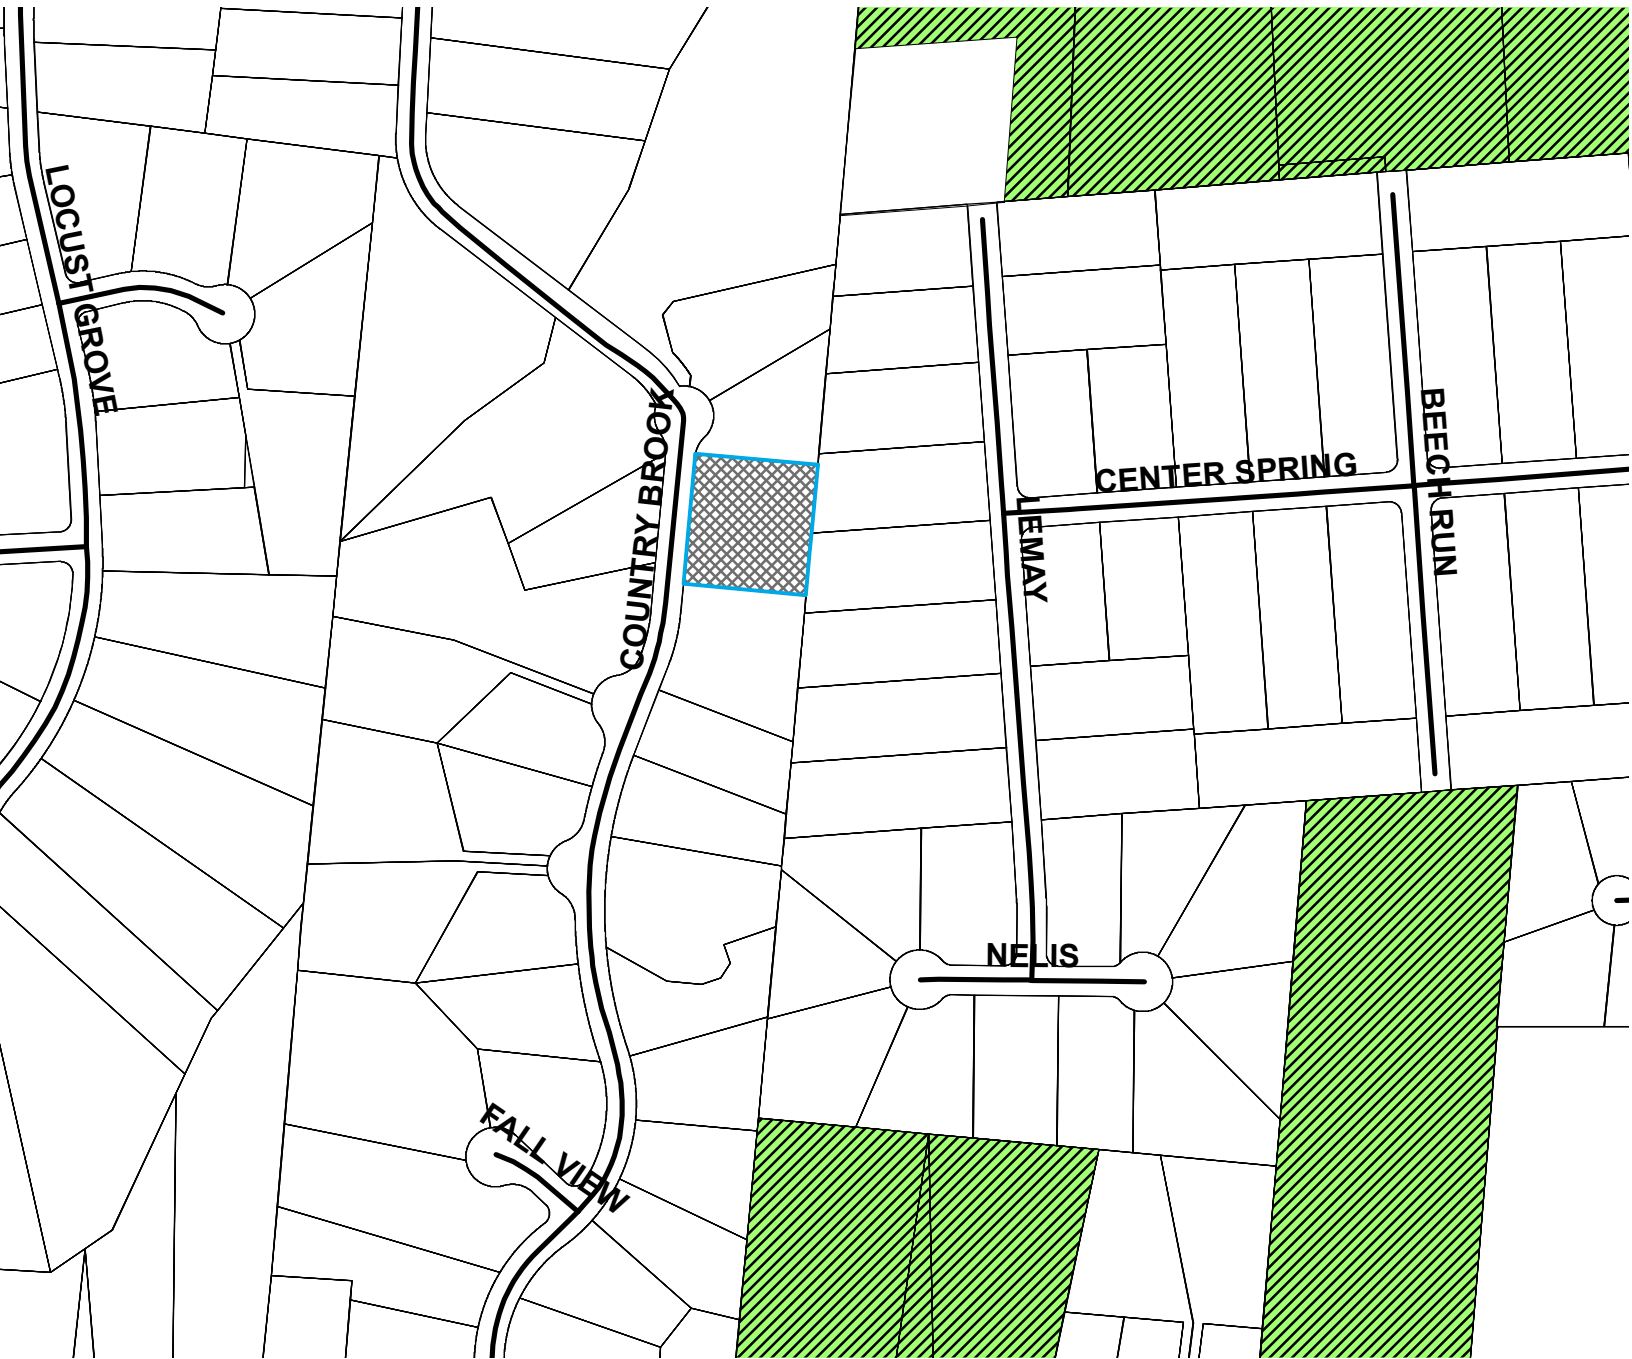 LOCUST GROVE
COUNTRY BROOK
CENTER SPRING
BEECH RUN
LEMAY
NELIS
FALL VIEW